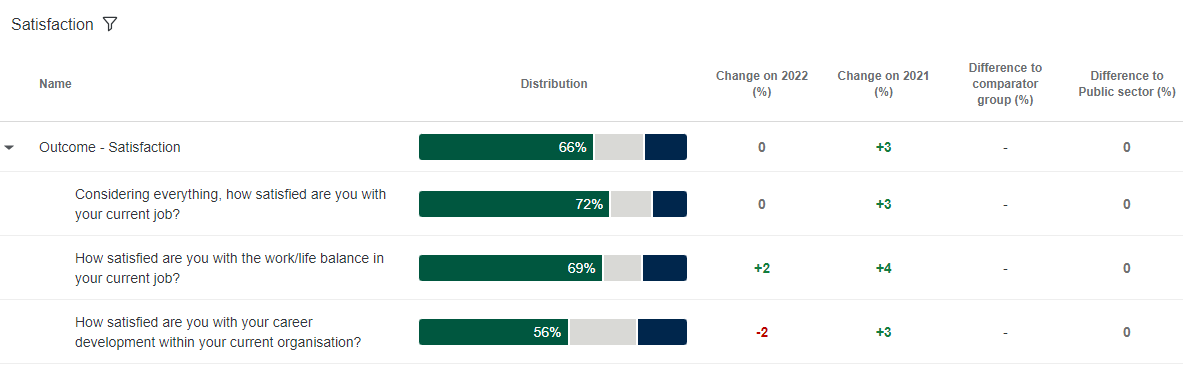 Satisfaction
Name
Distribution
Change on 2022
(%)
Change on 2021
(%)
Difference to
comparator
group (%)
Difference to
Public sector (%)
Outcome - Satisfaction
66%
0
+3
-
0
Considering everything, how satisfied are you with
your current job?
72%
0
+3
-
0
How satisfied are you with the work/life balance in
your current job?
69%
+2
+4
-
0
How satisfied are you with your career
development within your current organisation?
56%
-2
+3
-
0